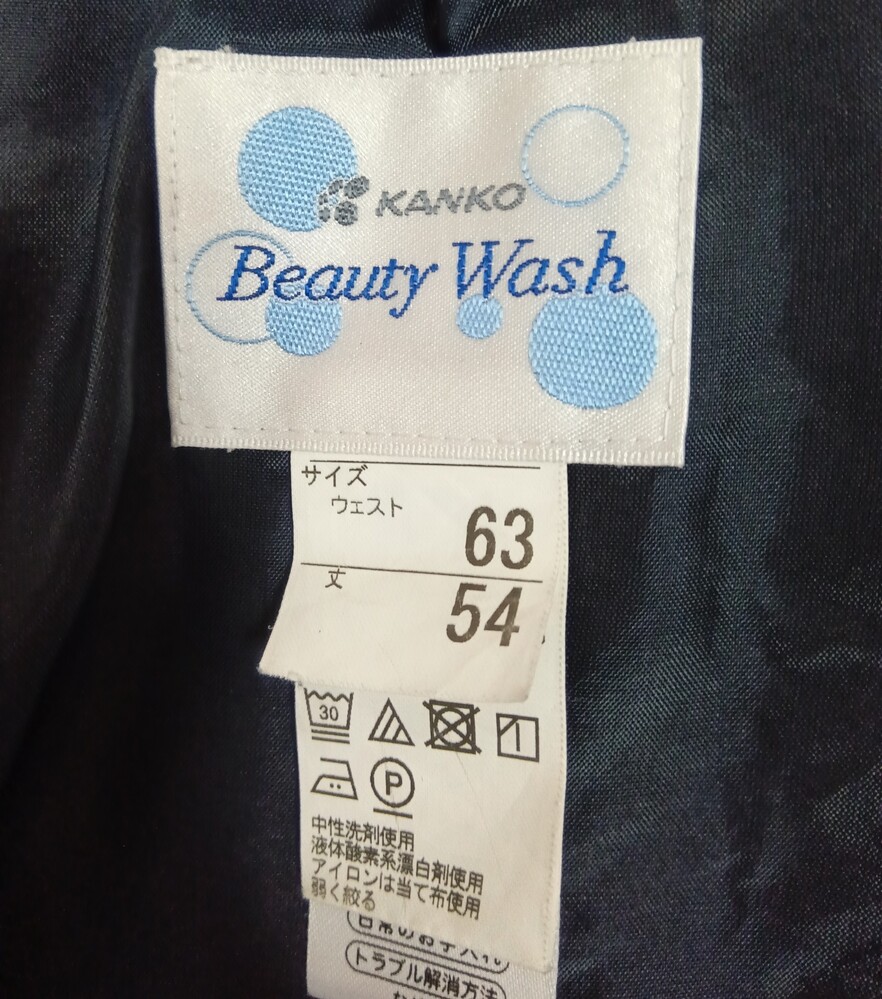 KANKO
Beauty Wash
サイズ
ウェスト
63
丈
54
30
P
中性洗剤使用
液体酸素系漂白剤使用
アイロンは当て布使用
弱く絞る
日常のお手入れ
トラブル解消方法